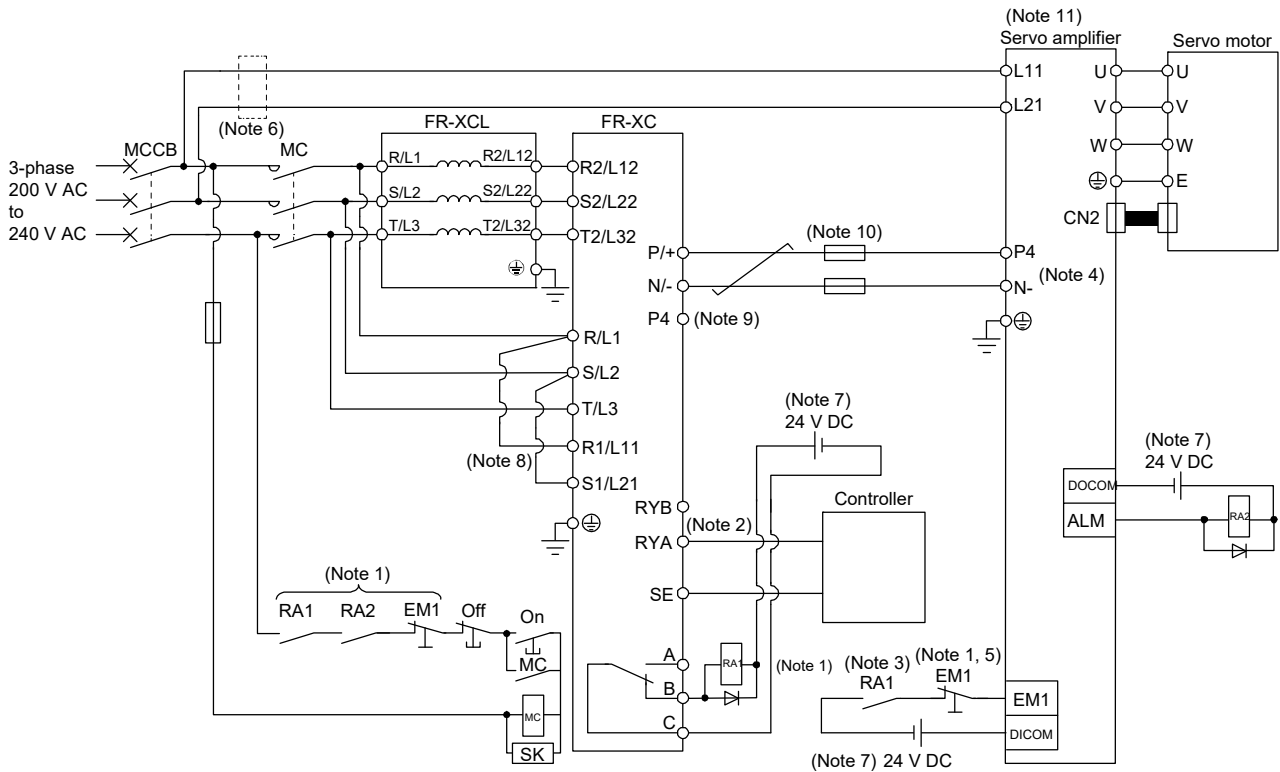 (Note 11)
Servo amplifier
Servo motor
L11
U
U
L21
V
V
(Note 6)
FR-XCL
FR-XC
W
W
MCCB
MC
R/L1
R2/L12
R2/L12
E
3-phase
200 V AC
to
240 V AC
S/L2
S2/L22
S2/L22
CN2
T/L3
T2/L32
T2/L32
P/+
(Note 10)
P4
(Note 4)
N/-
N-
P4
(Note 9)
R/L1
S/L2
T/L3
(Note 7)
24 V DC
R1/L11
(Note 8)
(Note 7)
24 V DC
S1/L21
DOCOM
Controller
RYB
(Note 2)
ALM
RA2
RYA
(Note 1)
SE
RA1
RA2
EM1
Off
On
MC
A
RA1
(Note 1)
(Note 3)
(Note 1, 5)
RA1
EM1
EM1
B
MC
C
DICOM
SK
(Note 7)
24 V DC